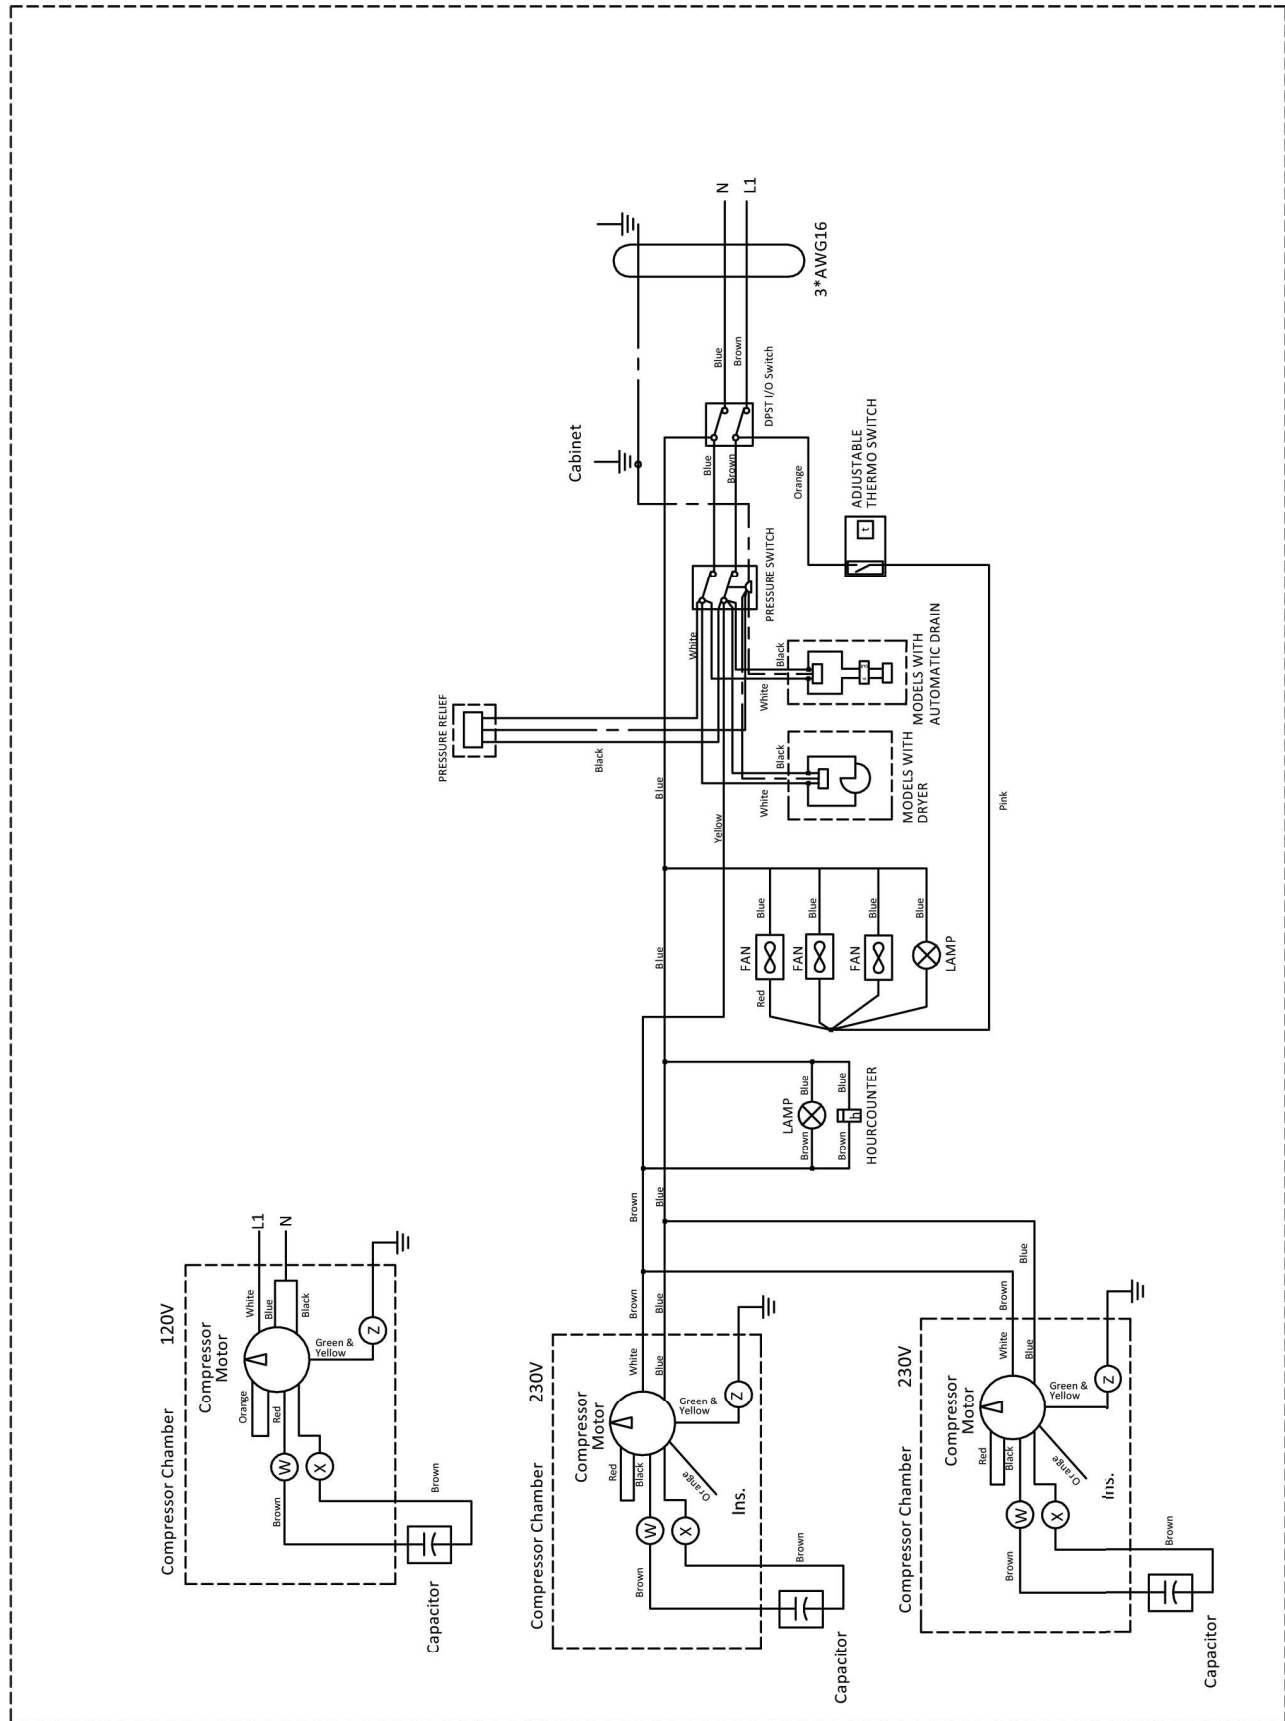 Compressor Chamber
120V
Compressor
Motor
L1
N
White
Blue
Black
Orange
Red
Green &
Yellow
W
X
Z
Brown
Brown
Capacitor
Compressor Chamber
230V
Compressor
Motor
White
Blue
Brown
Blue
Red
Black
Orange
Green &
Yellow
W
X
Z
Ins.
Brown
Brown
Capacitor
Compressor Chamber
230V
Compressor
Motor
White
Blue
Brown
Blue
Red
Black
Orange
Green &
Yellow
W
X
Z
Ins.
Brown
Brown
Capacitor
Brown
Blue
LAMP
Brown
Blue
Brown
Blue
h
HOURCOUNTER
Blue
Yellow
Blue
FAN
Red
Blue
FAN
Blue
FAN
Blue
LAMP
Blue
Pink
PRESSURE RELIEF
Black
White
White
Black
MODELS WITH
DRYER
White
Black
MODELS WITH
AUTOMATIC DRAIN
PRESSURE SWITCH
Cabinet
Blue
Brown
Orange
t
ADJUSTABLE
THERMO SWITCH
DPST I/O Switch
Blue
Brown
3*AWG16
N
L1